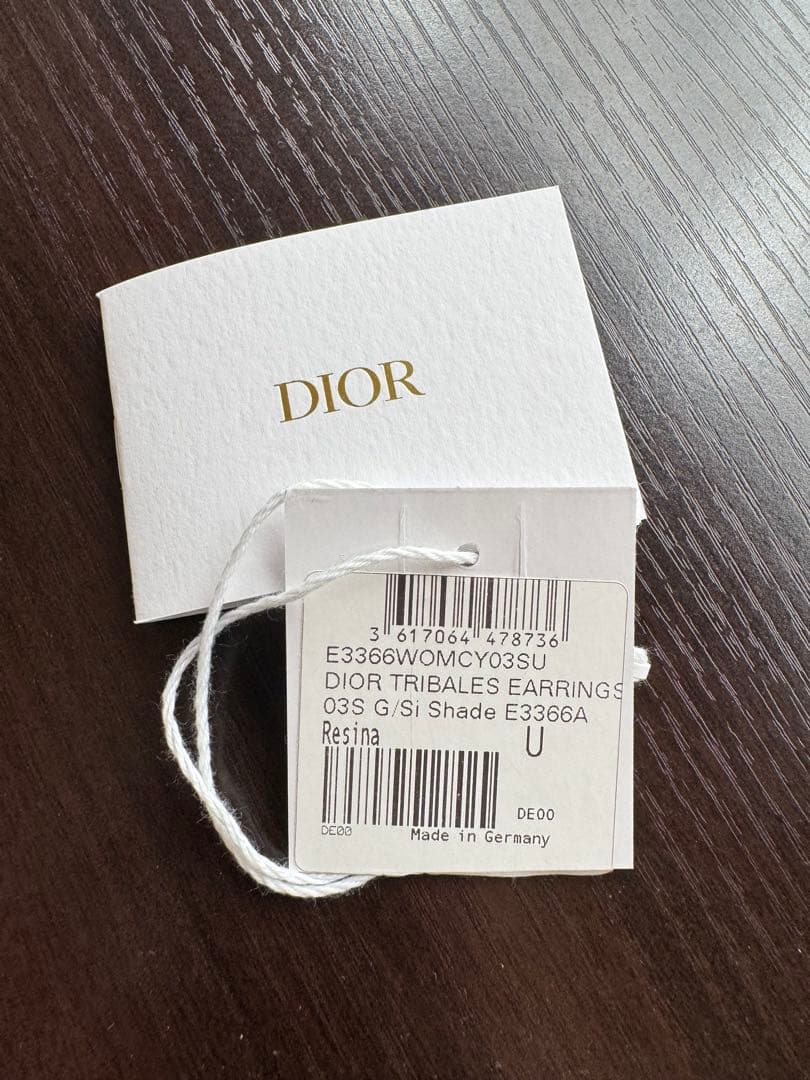 DIOR
3 617064 478736
E3366WOMCY03SU
DIOR TRIBALES EARRINGS
03S G/Si Shade E3366A
Resina U
DE00
DE00 Made in Germany